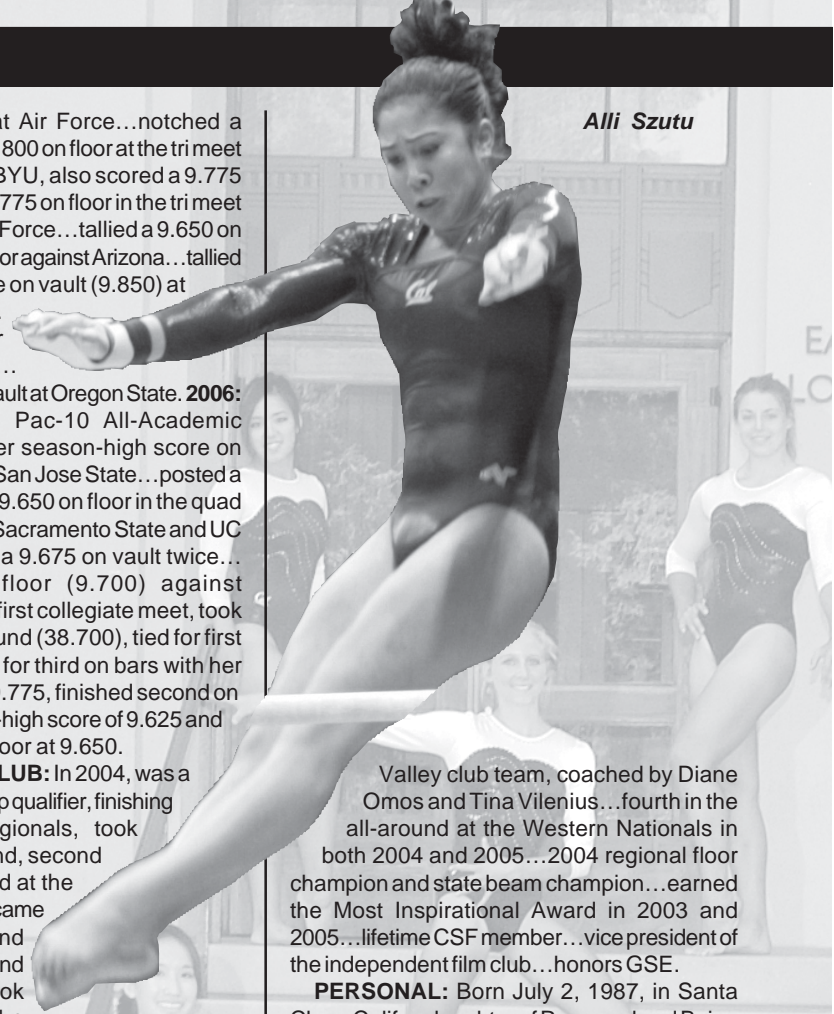 Alli Szutu
at Air Force…notched a
800 on floor at the tri meet
BYU, also scored a 9.775
775 on floor in the tri meet
Force…tallied a 9.650 on
or against Arizona…tallied
e on vault (9.850) at
…
ault at Oregon State. 2006:
Pac-10 All-Academic
er season-high score on
San Jose State…posted a
9.650 on floor in the quad
Sacramento State and UC
a 9.675 on vault twice…
floor (9.700) against
first collegiate meet, took
und (38.700), tied for first
for third on bars with her
.775, finished second on
-high score of 9.625 and
oor at 9.650.
LUB: In 2004, was a
p qualifier, finishing
gionals, took
nd, second
d at the
came
nd
nd
ok
Valley club team, coached by Diane
Omos and Tina Vilenius…fourth in the
all-around at the Western Nationals in
both 2004 and 2005…2004 regional floor
champion and state beam champion…earned
the Most Inspirational Award in 2003 and
2005…lifetime CSF member…vice president of
the independent film club…honors GSE.
PERSONAL: Born July 2, 1987, in Santa
Cal
EA
LO